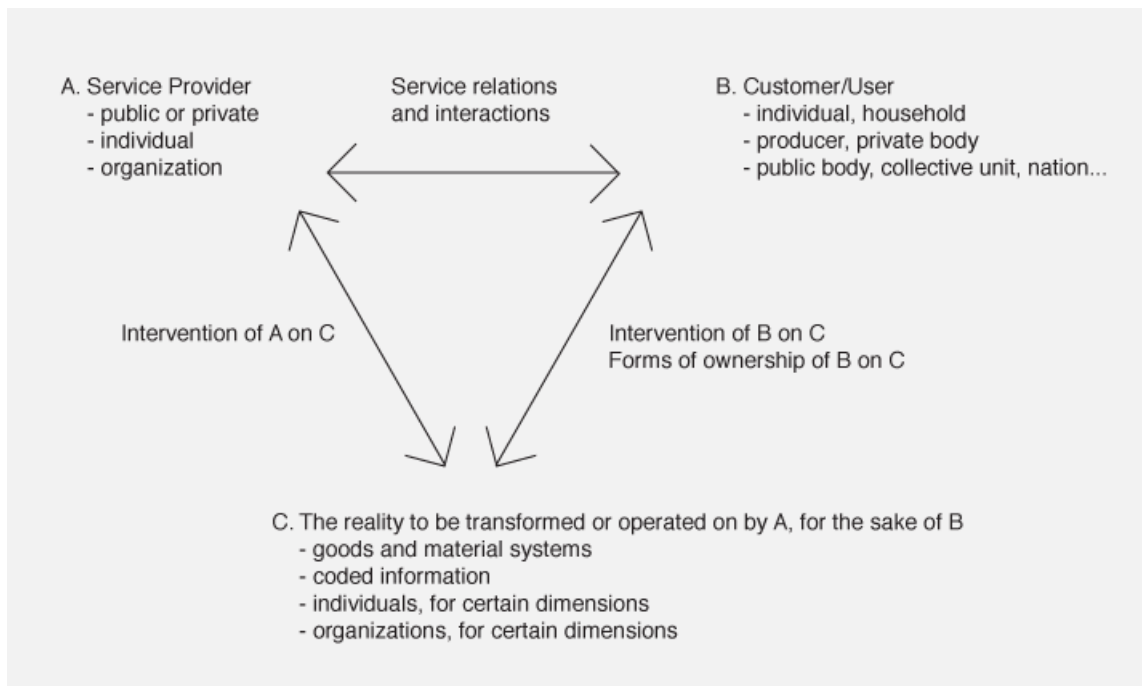 A. Service Provider
- public or private
- individual
- organization
Service relations
and interactions
B. Customer/User
- individual, household
- producer, private body
- public body, collective unit, nation...
Intervention of A on C
Intervention of B on C
Forms of ownership of B on C
C. The reality to be transformed or operated on by A, for the sake of B
- goods and material systems
- coded information
- individuals, for certain dimensions
- organizations, for certain dimensions